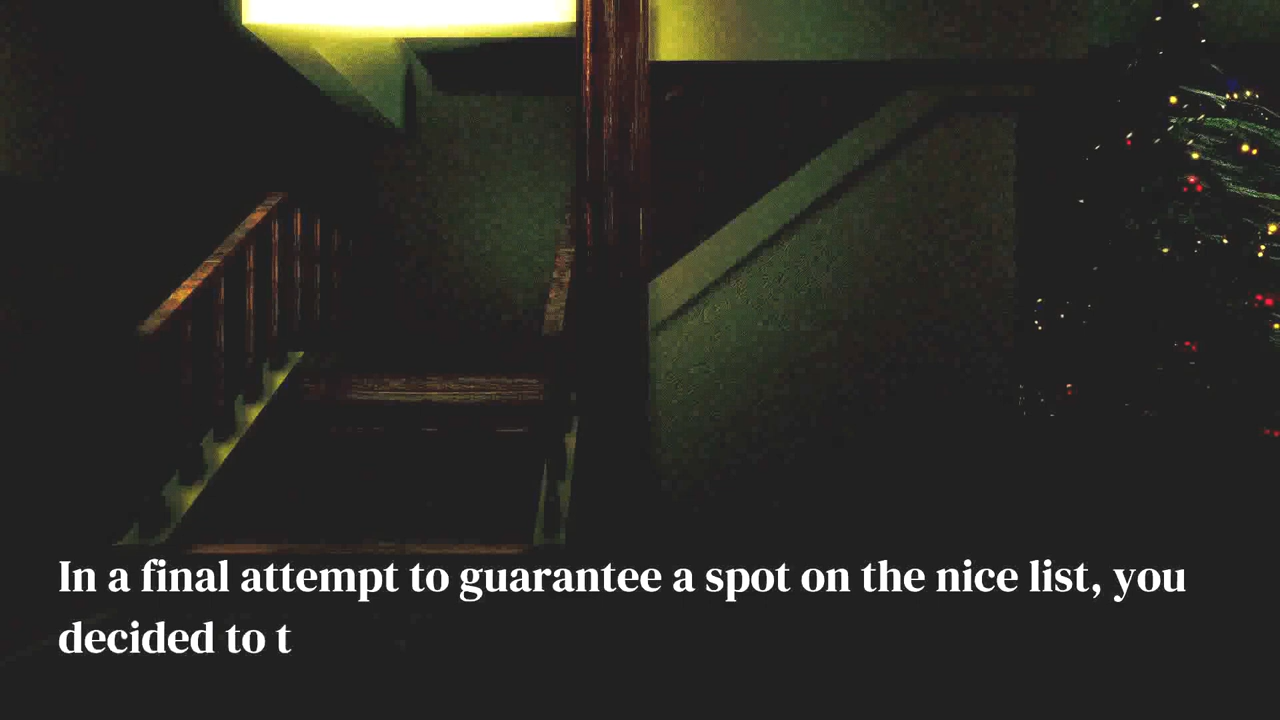 In a final attempt to guarantee a spot on the nice list, you
decided to t